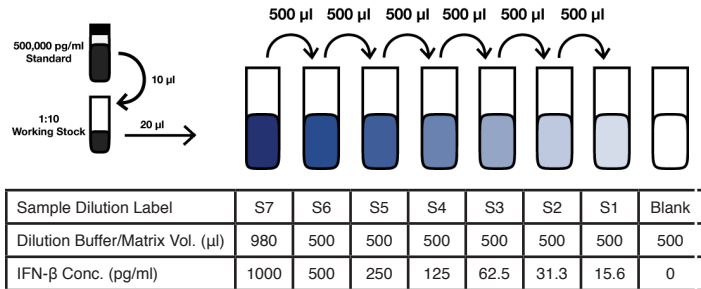 500 µl 500 µl 500 µl 500 µl 500 µl 500 µl
500,000 pg/ml
Standard
10 µl
1:10
Working Stock
20 µl
Sample Dilution Label S7 S6 S5 S4 S3 S2 S1 Blank
Dilution Buffer/Matrix Vol. (µl) 980 500 500 500 500 500 500 500
IFN-β Conc. (pg/ml) 1000 500 250 125 62.5 31.3 15.6 0